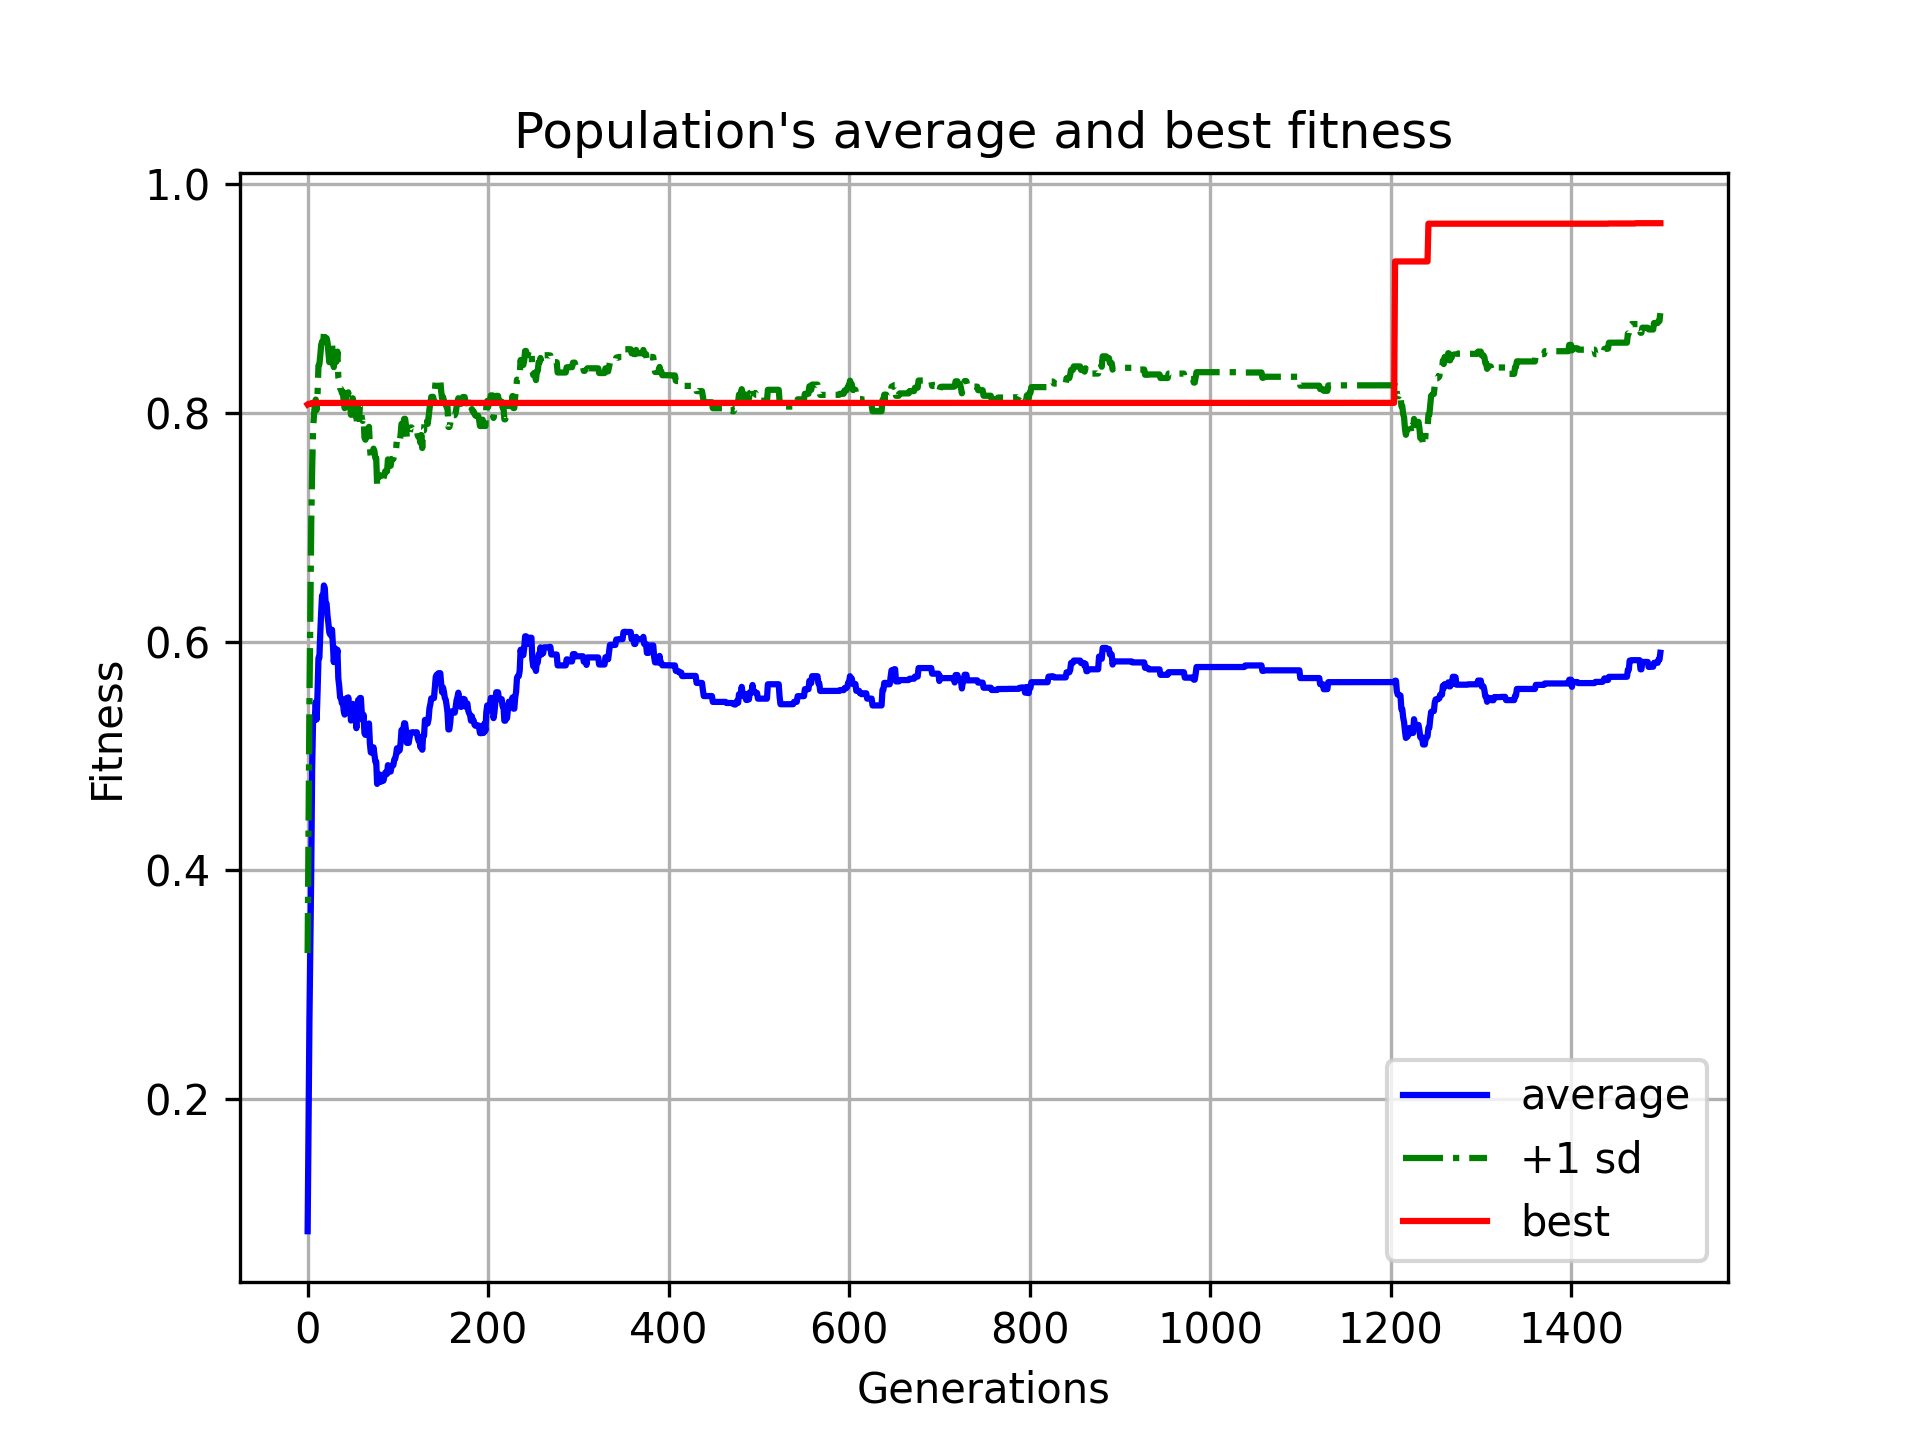 Population's average and best fitness
1.0
0.8
0.6
0.4
0.2
Fitness
0 200 400 600 800 1000 1200 1400
Generations
average
+1 sd
best